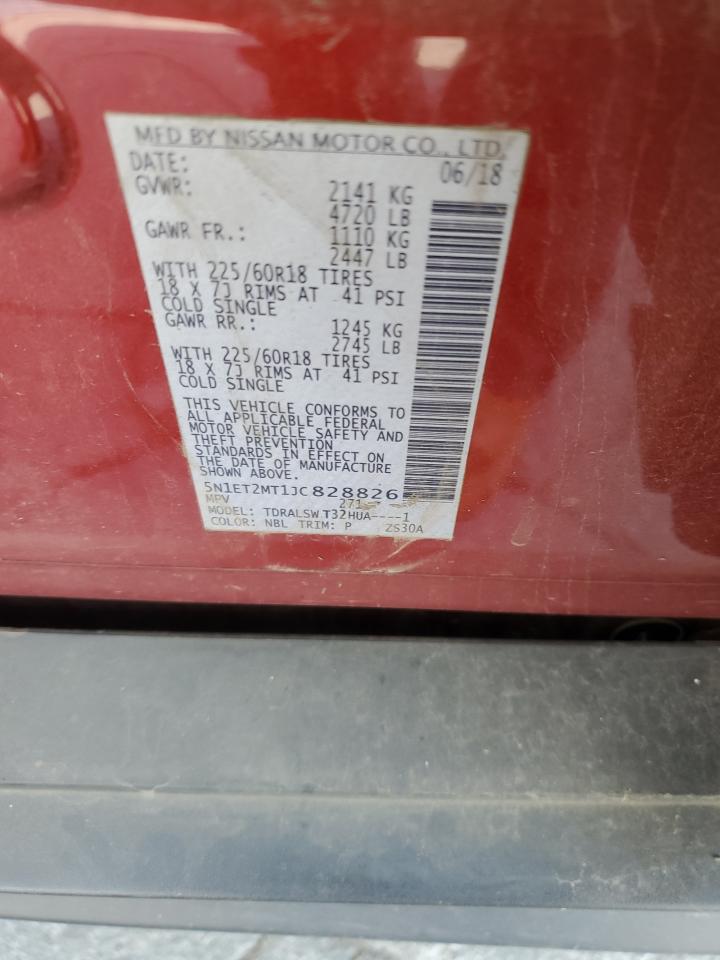 MFD BY NISSAN MOTOR CO., LTD.
DATE: 06/18
GVWR: 2141 KG
4720 LB
GAWR FR.: 1110 KG
2447 LB
WITH 225/60R18 TIRES
18 X 7J RIMS AT 41 PSI
COLD SINGLE
GAWR RR.: 1245 KG
2745 LB
WITH 225/60R18 TIRES
18 X 7J RIMS AT 41 PSI
COLD SINGLE
THIS VEHICLE CONFORMS TO
ALL APPLICABLE FEDERAL
MOTOR VEHICLE SAFETY AND
THEFT PREVENTION
STANDARDS IN EFFECT ON
THE DATE OF MANUFACTURE
SHOWN ABOVE.
5N1ET2MT1JC828826
MPV 271
MODEL: TDRALSW T32HUA----1
COLOR: NBL TRIM: P ZS30A